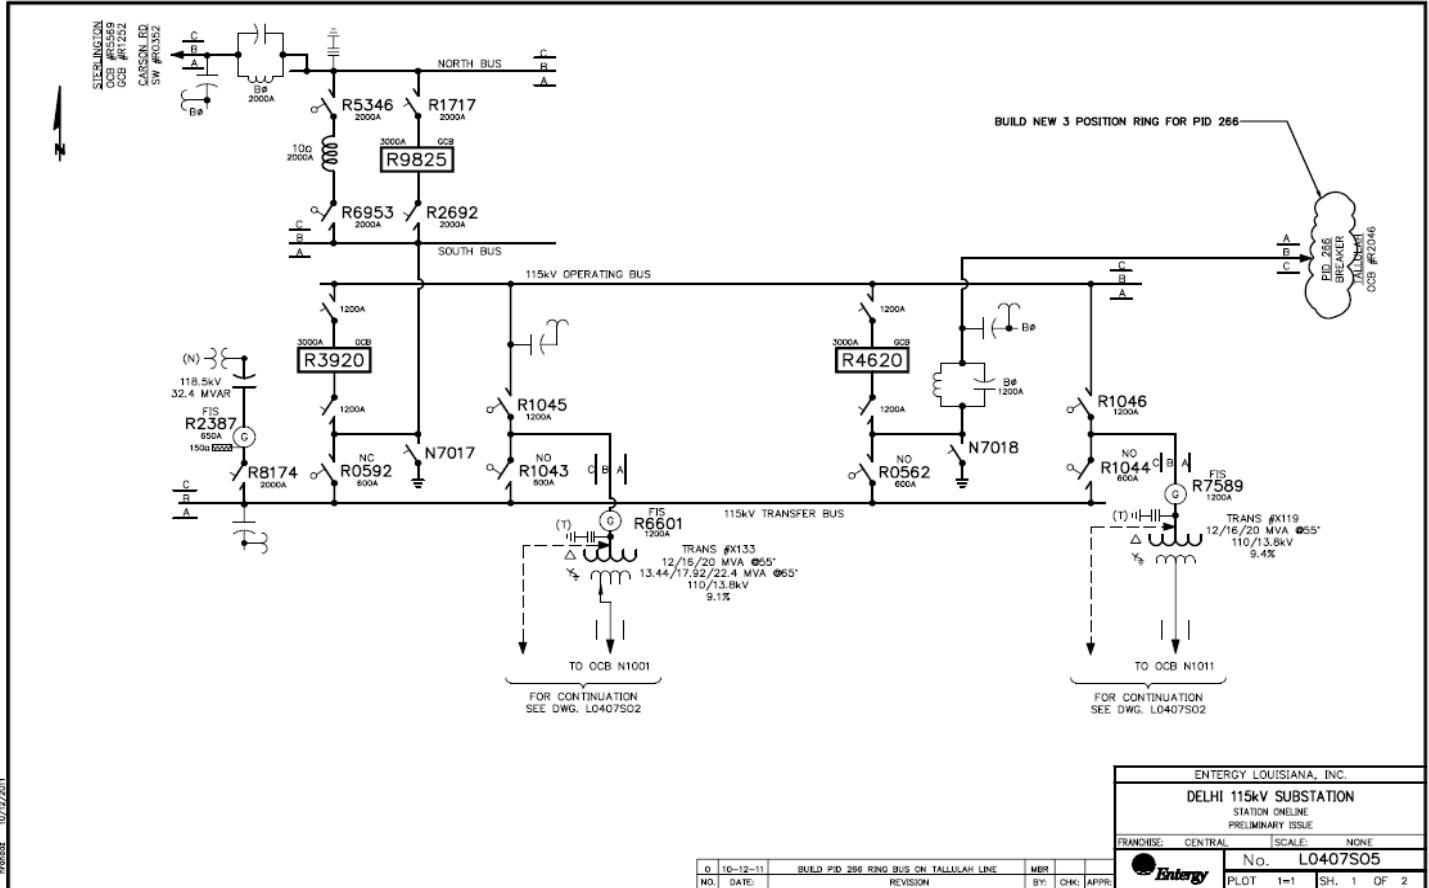 STERLINGTON
OCB #R5569
GCB #R1252
CARSON RD
SW #R0352
C
B
A
BØ
BØ
2000A
N
NORTH BUS
C
B
A
R5346
2000A
R1717
2000A
10Ω
2000A
3000A GCB
R9825
R6953
2000A
R2692
2000A
C
B
A
SOUTH BUS
BUILD NEW 3 POSITION RING FOR PID 266
A
B
C
PID 266
BREAKER
TALLULAH
OCB #R2046
115kV OPERATING BUS
C
B
A
1200A
3000A GCB
R3920
1200A
1200A
3000A GCB
R4620
1200A
BØ
BØ
1200A
(N)
118.5kV
32.4 MVAR
FIS
R2387
650A
G
150Ω
R8174
2000A
C
B
A
NC
R0592
600A
N7017
R1045
1200A
NO
R1043
600A
C B A
NO
R0562
600A
N7018
R1046
1200A
NO
R1044
600A
C B A
FIS
R7589
1200A
G
115kV TRANSFER BUS
(T)
G
FIS
R6601
1200A
TRANS #X133
12/16/20 MVA @55°
13.44/17.92/22.4 MVA @65°
110/13.8kV
9.1%
(T)
TRANS #X119
12/16/20 MVA @55°
110/13.8kV
9.4%
TO OCB N1001
FOR CONTINUATION
SEE DWG. L0407S02
TO OCB N1011
FOR CONTINUATION
SEE DWG. L0407S02
10/12/2011
ENTERGY LOUISIANA, INC.
DELHI 115kV SUBSTATION
STATION ONELINE
PRELIMINARY ISSUE
FRANCHISE: CENTRAL SCALE: NONE
Entergy
No. L0407S05
PLOT 1=1 SH. 1 OF 2
0 10-12-11 BUILD PID 266 RING BUS ON TALLULAH LINE MBR
NO. DATE: REVISION BY: CHK: APPR: